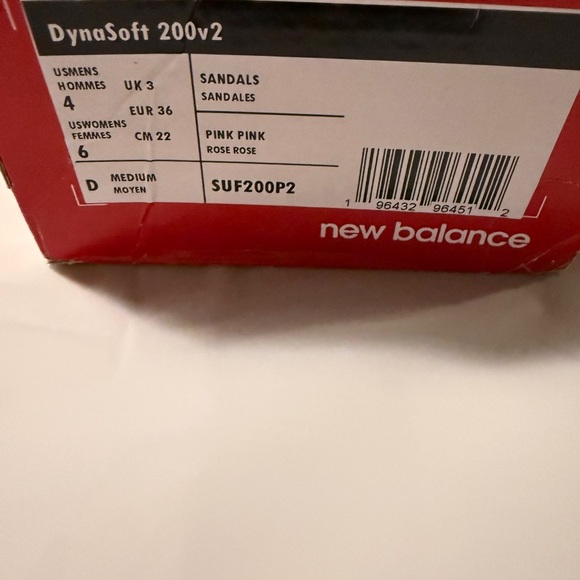 DynaSoft 200v2
USMENS
HOMMES UK 3
4
EUR 36
USWOMENS
FEMMES CM 22
6
D MEDIUM
MOYEN
SANDALS
SANDALES
PINK PINK
ROSE ROSE
SUF200P2
1 96432 96451 2
new balance